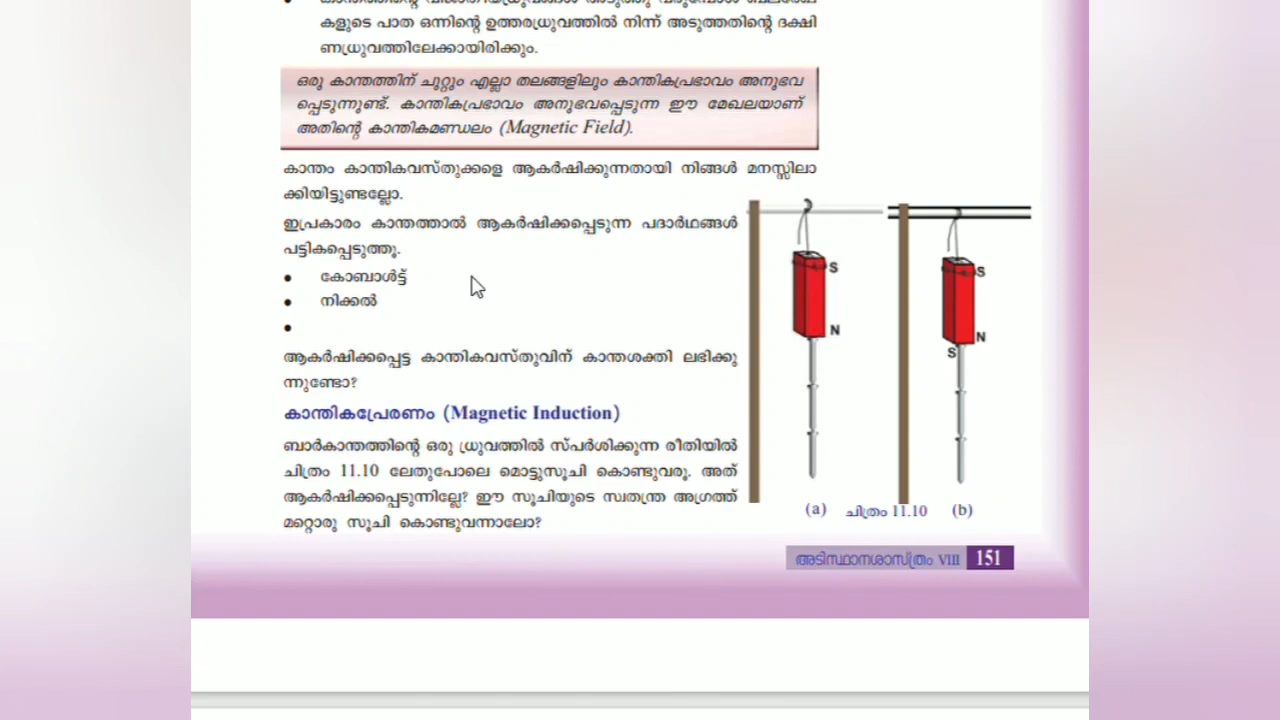 കളുടെ പാത ഒന്നിന്റെ ഉത്തരധ്രുവത്തിൽ നിന്ന് അടുത്തതിന്റെ ദക്ഷി
ണധ്രുവത്തിലേക്കായിരിക്കും.
ഒരു കാന്തത്തിന് ചുറ്റും എല്ലാ തലങ്ങളിലും കാന്തികപ്രഭാവം അനുഭവ
പ്പെടുന്നുണ്ട്. കാന്തികപ്രഭാവം അനുഭവപ്പെടുന്ന ഈ മേഖലയാണ്
അതിന്റെ കാന്തികമണ്ഡലം (Magnetic Field).
കാന്തം കാന്തികവസ്തുക്കളെ ആകർഷിക്കുന്നതായി നിങ്ങൾ മനസ്സിലാ
ക്കിയിട്ടുണ്ടല്ലോ.
ഇപ്രകാരം കാന്തത്താൽ ആകർഷിക്കപ്പെടുന്ന പദാർഥങ്ങൾ
പട്ടികപ്പെടുത്തൂ.
• കോബാൾട്ട്
• നിക്കൽ
•
ആകർഷിക്കപ്പെട്ട കാന്തികവസ്തുവിന് കാന്തശക്തി ലഭിക്കു
ന്നുണ്ടോ?
കാന്തികപ്രേരണം (Magnetic Induction)
ബാർകാന്തത്തിന്റെ ഒരു ധ്രുവത്തിൽ സ്പർശിക്കുന്ന രീതിയിൽ
ചിത്രം 11.10 ലേതുപോലെ മൊട്ടുസൂചി കൊണ്ടുവരൂ. അത്
ആകർഷിക്കപ്പെടുന്നില്ലേ? ഈ സൂചിയുടെ സ്വതന്ത്ര അഗ്രത്ത്
മറ്റൊരു സൂചി കൊണ്ടുവന്നാലോ?
S
N
S
N
S
(a) ചിത്രം 11.10 (b)
അടിസ്ഥാനശാസ്ത്രം VIII 151